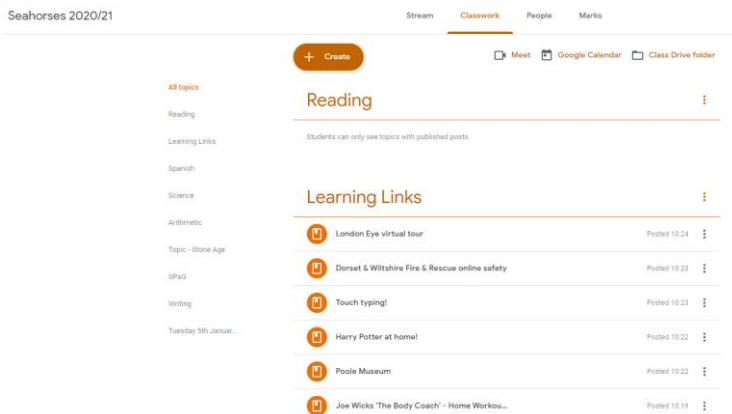 Seahorses 2020/21
Stream Classwork People Marks
+ Create
Meet Google Calendar Class Drive folder
All topics
Reading
Learning Links
Spanish
Science
Arithmetic
Topic - Stone Age
SPaG
Writing
Tuesday 5th Januar...
Reading
Students can only see topics with published posts
Learning Links
London Eye virtual tour Posted 10:24
Dorset & Wiltshire Fire & Rescue online safety Posted 10:23
Touch typing! Posted 10:23
Harry Potter at home! Posted 10:22
Poole Museum Posted 10:22
Joe Wicks 'The Body Coach' - Home Workou... Posted 10:19